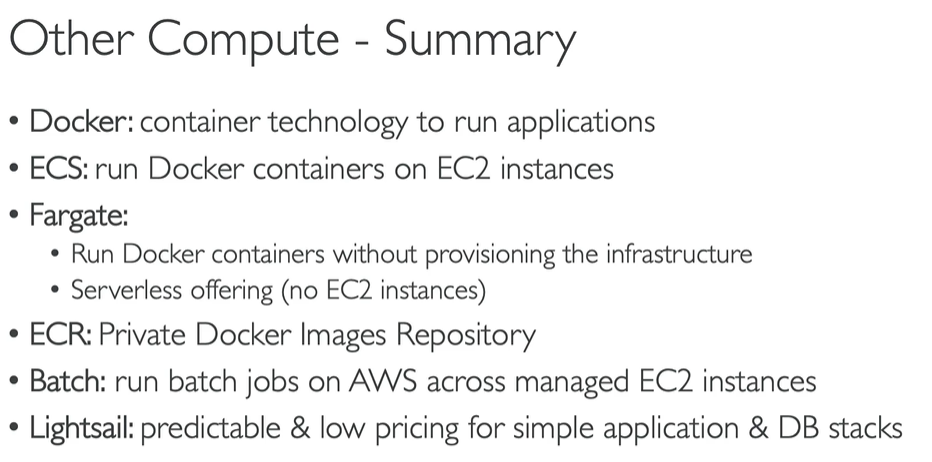 Other Compute - Summary
• Docker: container technology to run applications
• ECS: run Docker containers on EC2 instances
• Fargate:
• Run Docker containers without provisioning the infrastructure
• Serverless offering (no EC2 instances)
• ECR: Private Docker Images Repository
• Batch: run batch jobs on AWS across managed EC2 instances
• Lightsail: predictable & low pricing for simple application & DB stacks